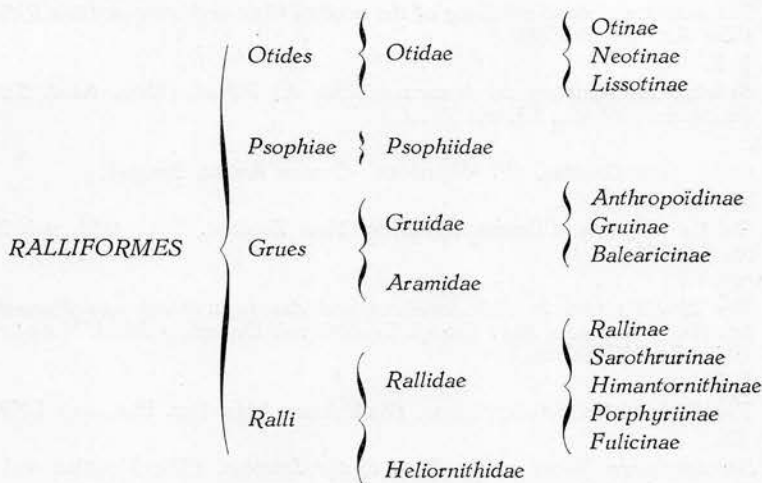 Otinae
Otides Otidae Neotinae
Lissotinae
Psophiae Psophiidae
Anthropoïdinae
Gruidae Gruinae
RALLIFORMES Grues Balearicinae
Aramidae
Rallinae
Sarothrurinae
Rallidae Himantornithinae
Ralli Porphyriinae
Fulicinae
Heliornithidae